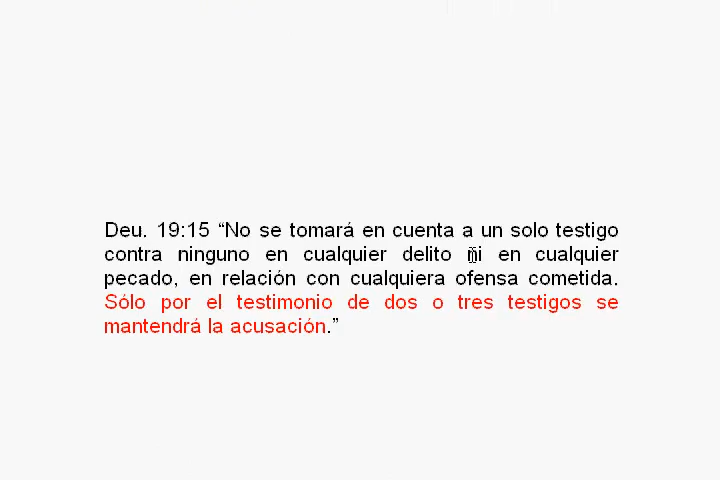 Deu. 19:15 “No se tomará en cuenta a un solo testigo
contra ninguno en cualquier delito ni en cualquier
pecado, en relación con cualquiera ofensa cometida.
Sólo por el testimonio de dos o tres testigos se
mantendrá la acusación.”